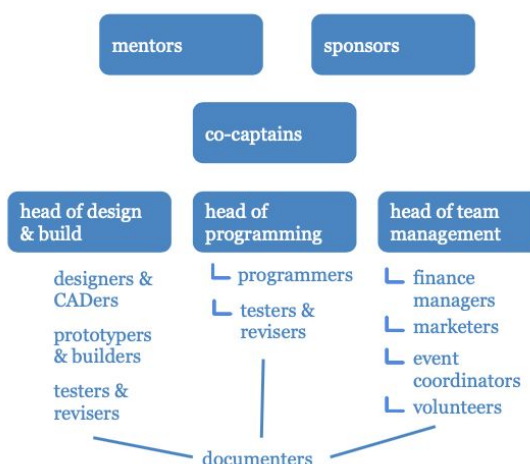 mentors
sponsors
co-captains
head of design
& build
designers &
CADers
prototypers
& builders
testers &
revisers
head of
programming
programmers
testers &
revisers
head of team
management
finance
managers
marketers
event
coordinators
volunteers
documenters